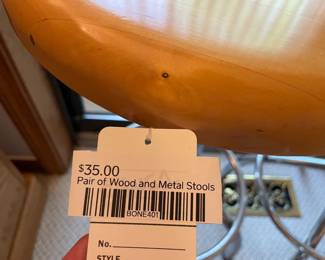 $35.00
Pair of Wood and Metal Stools
BONE401
No.
STYLE